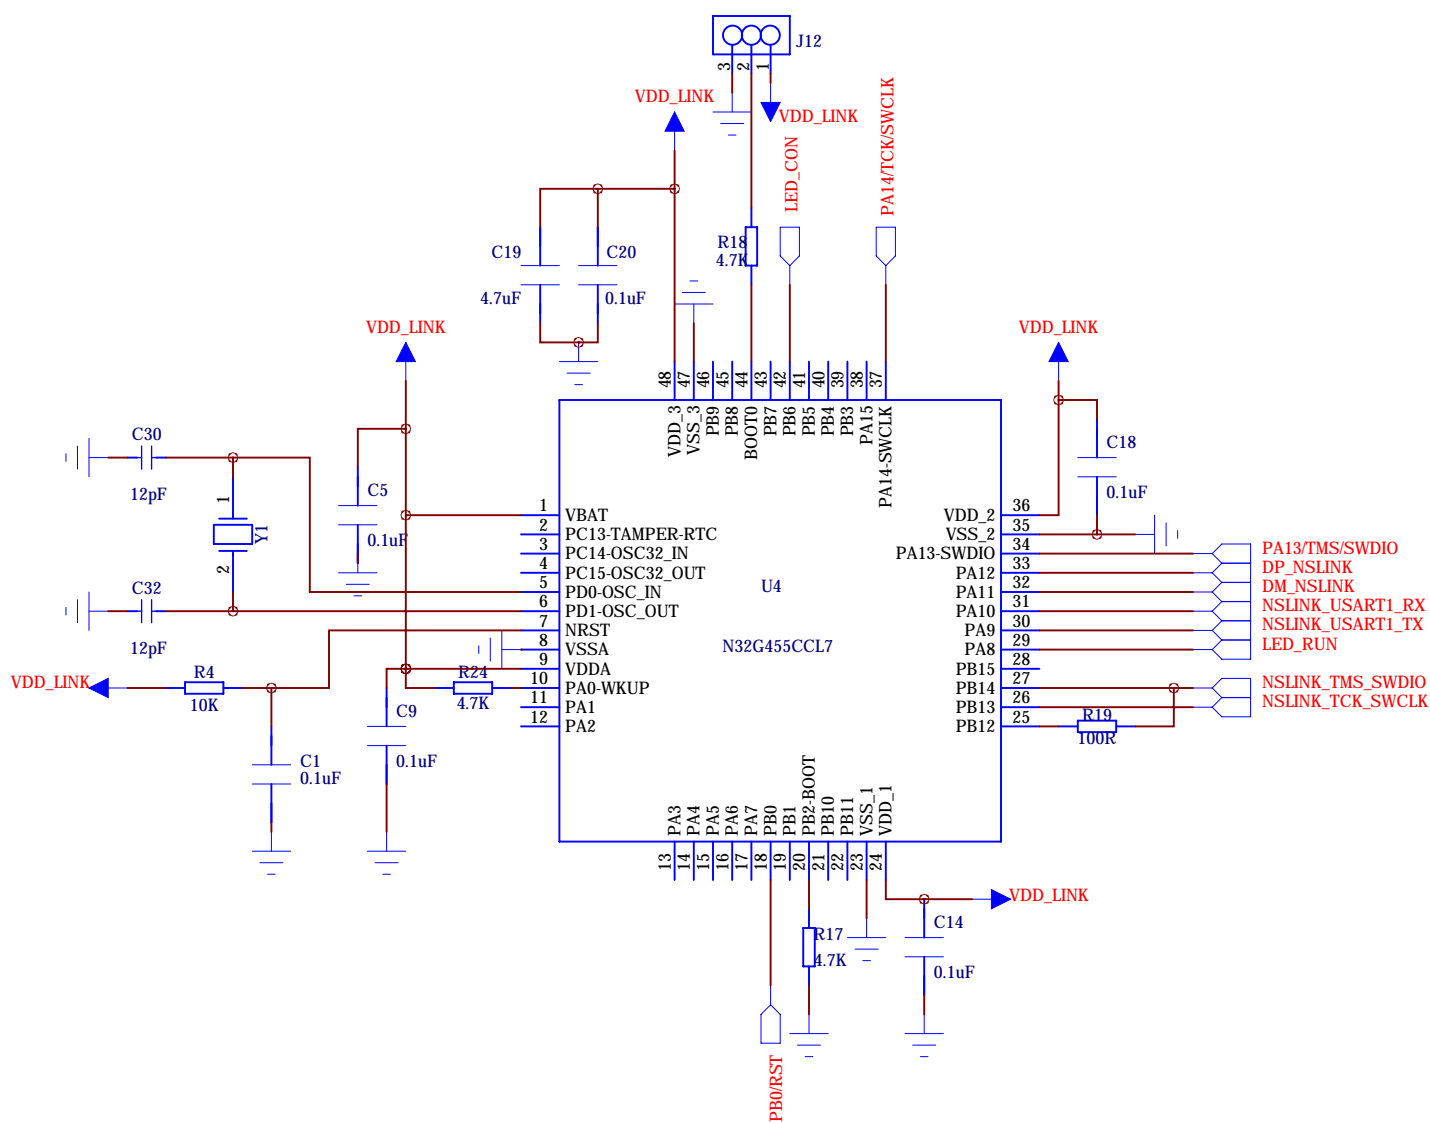 J12
3
2
1
VDD_LINK
VDD_LINK
LED_CON
PA14/TCK/SWCLK
C19
4.7uF
C20
0.1uF
R18
4.7K
VDD_LINK
VDD_LINK
48
47
46
45
44
43
42
41
40
39
38
37
VDD_3
VSS_3
PB9
PB8
BOOT0
PB7
PB6
PB5
PB4
PB3
PA15
PA14-SWCLK
C30
12pF
C5
0.1uF
C18
0.1uF
1
Y1
2
C32
12pF
1 VBAT
2 PC13-TAMPER-RTC
3 PC14-OSC32_IN
4 PC15-OSC32_OUT
5 PD0-OSC_IN
6 PD1-OSC_OUT
7 NRST
8 VSSA
9 VDDA
10 PA0-WKUP
11 PA1
12 PA2
U4
N32G455CCL7
VDD_2 36
VSS_2 35
PA13-SWDIO 34 PA13/TMS/SWDIO
PA12 33 DP_NSLINK
PA11 32 DM_NSLINK
PA10 31 NSLINK_USART1_RX
PA9 30 NSLINK_USART1_TX
PA8 29 LED_RUN
PB15 28
PB14 27 NSLINK_TMS_SWDIO
PB13 26 NSLINK_TCK_SWCLK
PB12 25
R19
100R
VDD_LINK
R4
10K
R24
4.7K
C9
0.1uF
C1
0.1uF
PA3
PA4
PA5
PA6
PA7
PB0
PB1
PB2-BOOT
PB10
PB11
VSS_1
VDD_1
13
14
15
16
17
18
19
20
21
22
23
24
VDD_LINK
R17
4.7K
C14
0.1uF
PB0/RST